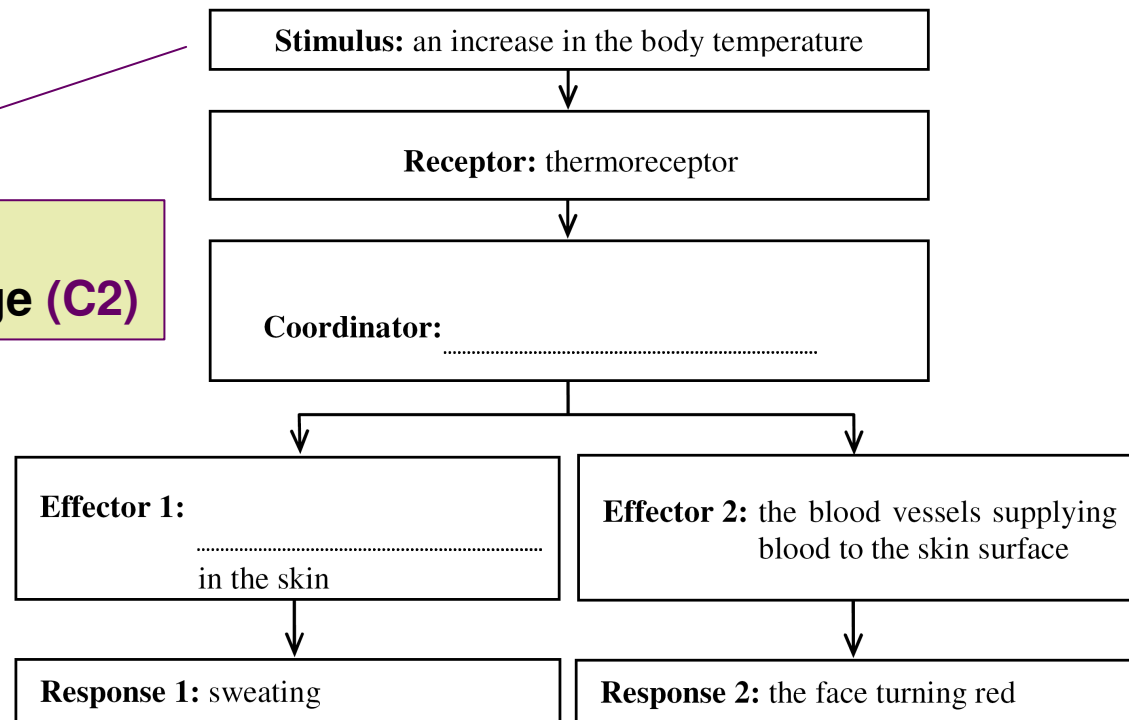 Stimulus: an increase in the body temperature
Receptor: thermoreceptor
(C2)
Coordinator:
Effector 1:
in the skin
Effector 2: the blood vessels supplying
blood to the skin surface
Response 1: sweating
Response 2: the face turning red